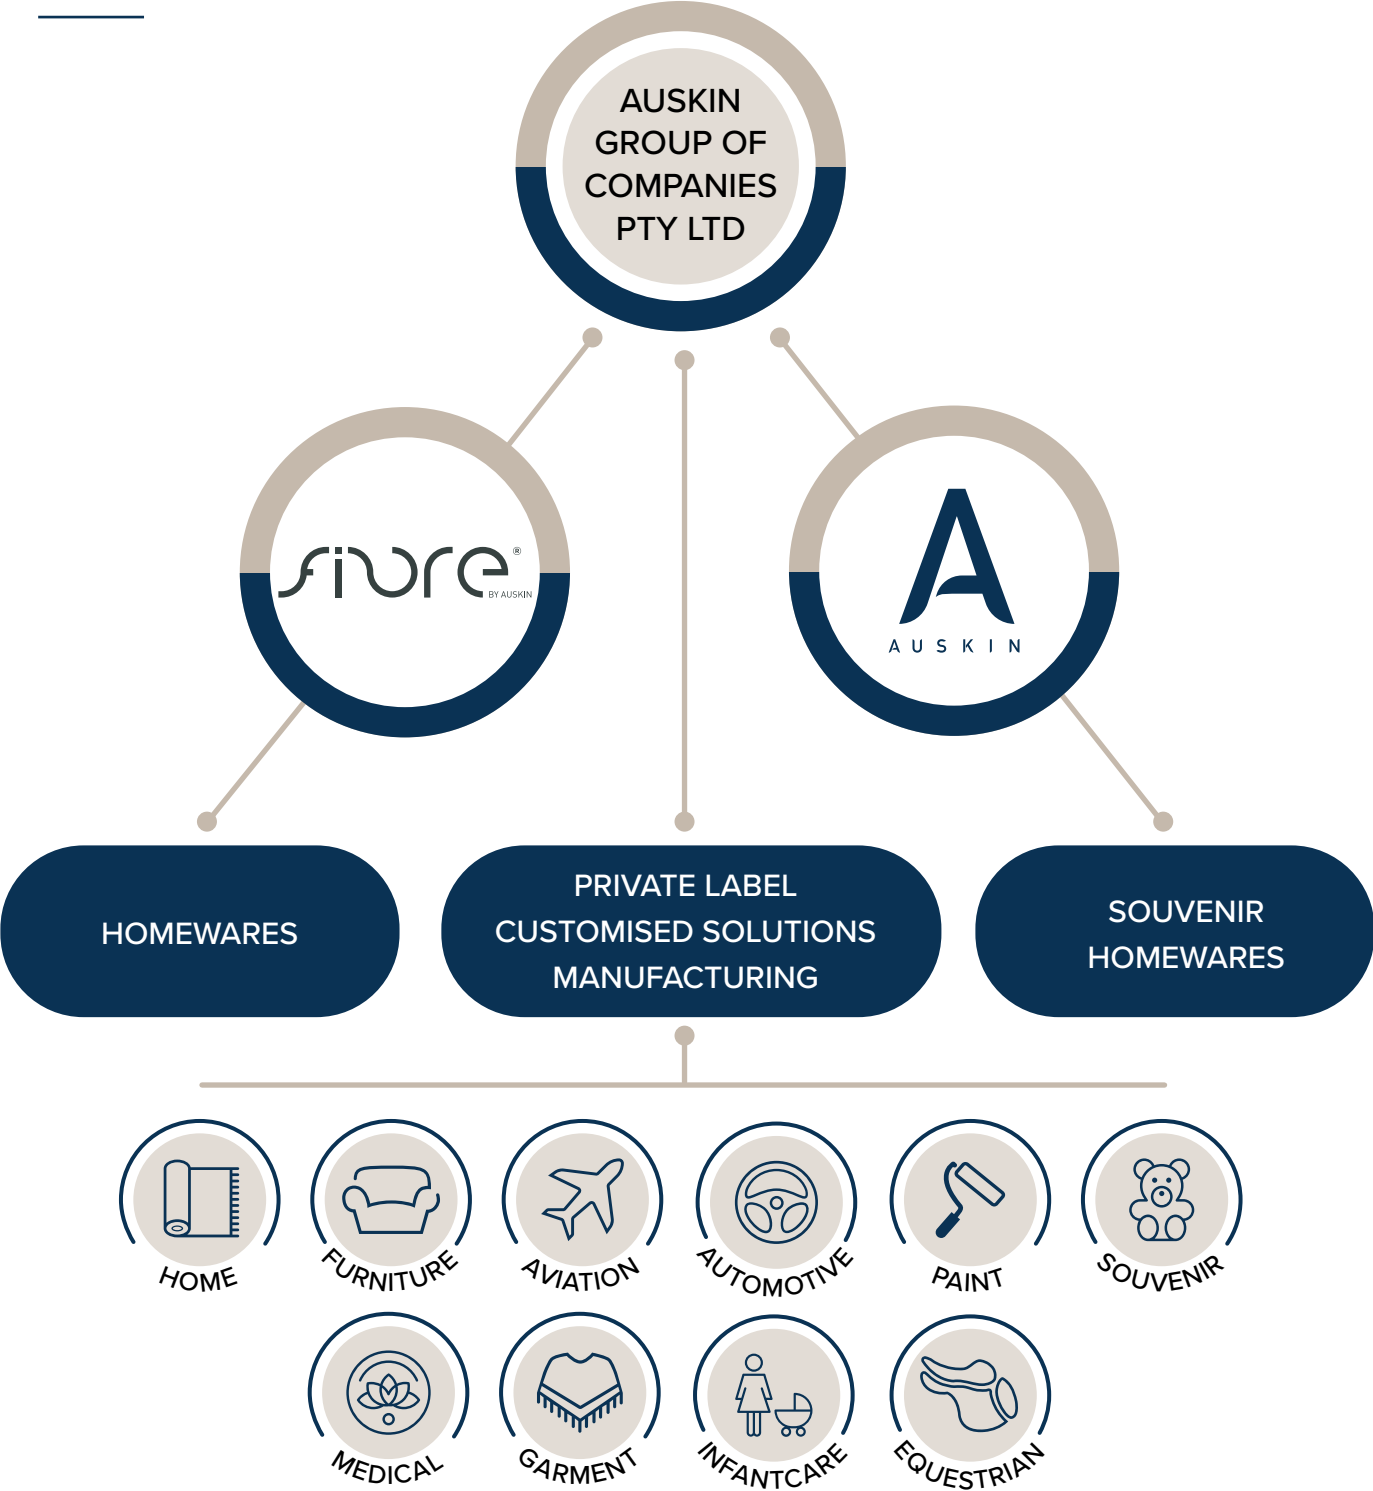 AUSKIN
GROUP OF
COMPANIES
PTY LTD
fibre®
BY AUSKIN
A
AUSKIN
HOMEWARES
PRIVATE LABEL
CUSTOMISED SOLUTIONS
MANUFACTURING
SOUVENIR
HOMEWARES
HOME
FURNITURE
AVIATION
AUTOMOTIVE
PAINT
SOUVENIR
MEDICAL
GARMENT
INFANTCARE
EQUESTRIAN